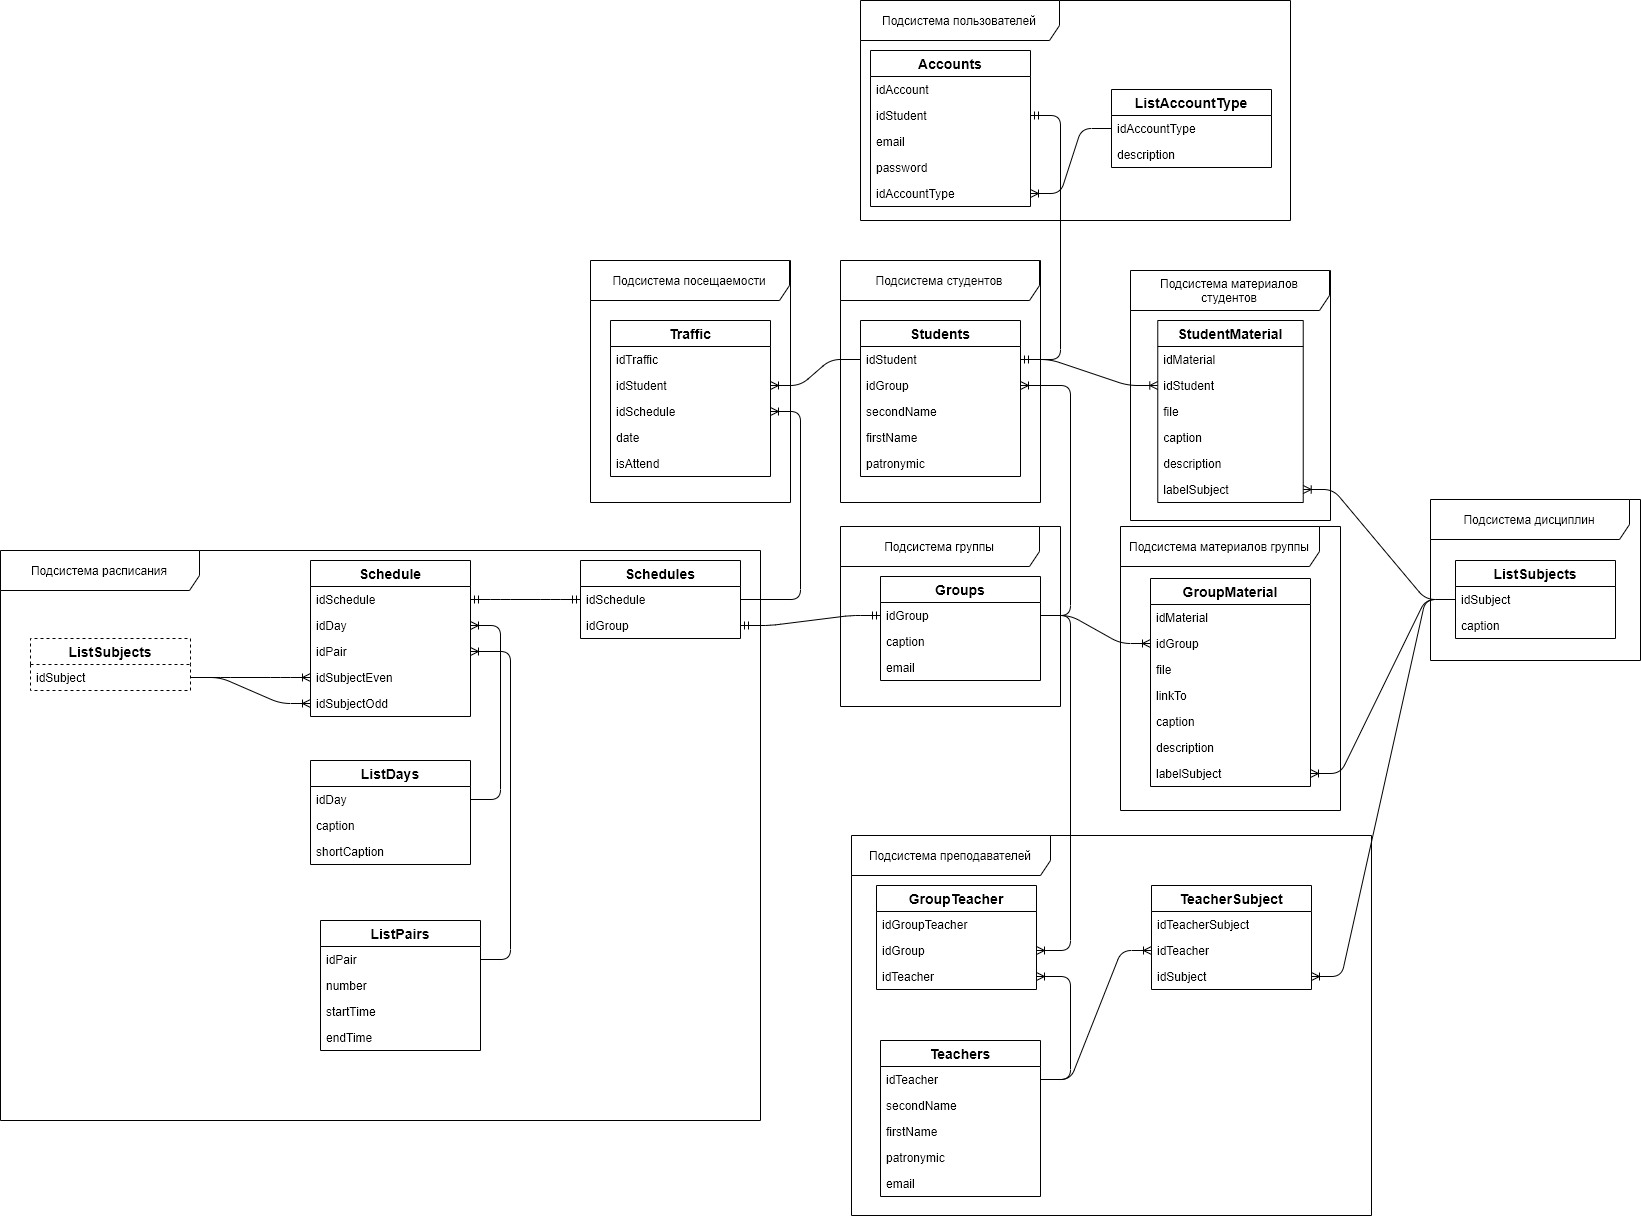 Подсистема пользователей
Accounts
idAccount
idStudent
email
password
idAccountType
ListAccountType
idAccountType
description
Подсистема посещаемости
Traffic
idTraffic
idStudent
idSchedule
date
isAttend
Подсистема студентов
Students
idStudent
idGroup
secondName
firstName
patronymic
Подсистема материалов
студентов
StudentMaterial
idMaterial
idStudent
file
caption
description
labelSubject
Подсистема дисциплин
ListSubjects
idSubject
caption
Подсистема расписания
ListSubjects
idSubject
Schedule
idSchedule
idDay
idPair
idSubjectEven
idSubjectOdd
Schedules
idSchedule
idGroup
ListDays
idDay
caption
shortCaption
ListPairs
idPair
number
startTime
endTime
Подсистема группы
Groups
idGroup
caption
email
Подсистема материалов группы
GroupMaterial
idMaterial
idGroup
file
linkTo
caption
description
labelSubject
Подсистема преподавателей
GroupTeacher
idGroupTeacher
idGroup
idTeacher
TeacherSubject
idTeacherSubject
idTeacher
idSubject
Teachers
idTeacher
secondName
firstName
patronymic
email